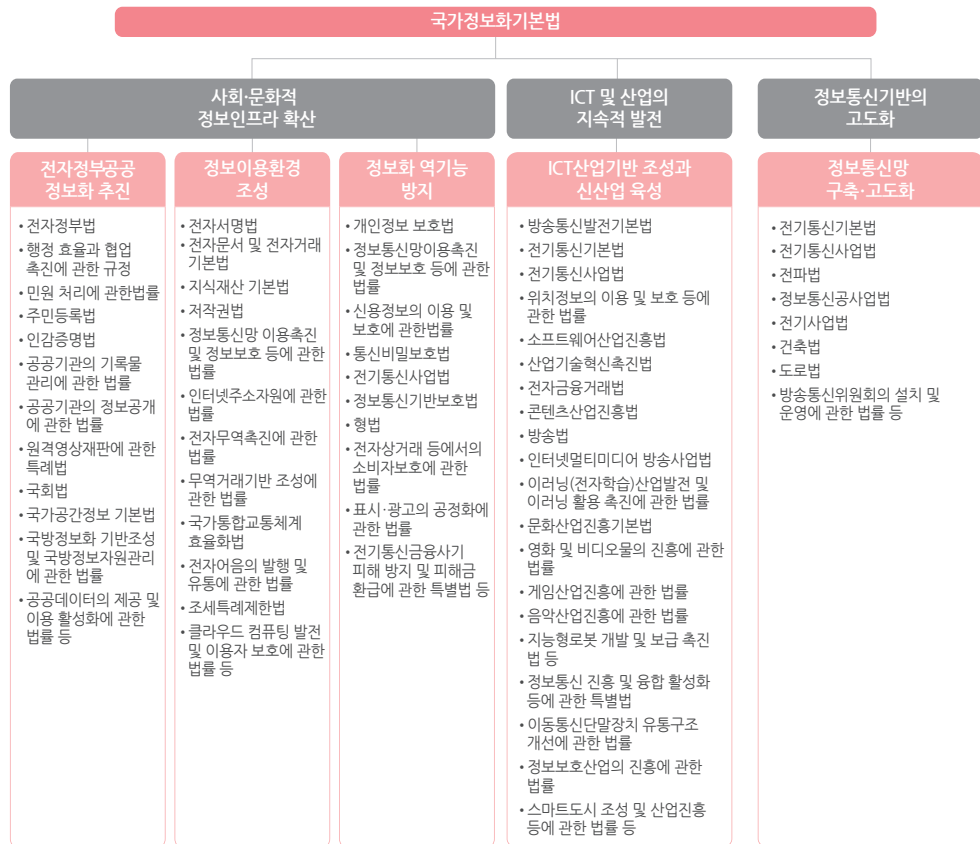 국가정보화기본법
사회·문화적
정보인프라 확산
ICT 및 산업의
지속적 발전
정보통신기반의
고도화
전자정부공공
정보화 추진
• 전자정부법
• 행정 효율과 협업
촉진에 관한 규정
• 민원 처리에 관한법률
• 주민등록법
• 인감증명법
• 공공기관의 기록물
관리에 관한 법률
• 공공기관의 정보공개
에 관한 법률
• 원격영상재판에 관한
특례법
• 국회법
• 국가공간정보 기본법
• 국방정보화 기반조성
및 국방정보자원관리
에 관한 법률
• 공공데이터의 제공 및
이용 활성화에 관한
법률 등
정보이용환경
조성
• 전자서명법
• 전자문서 및 전자거래
기본법
• 지식재산 기본법
• 저작권법
• 정보통신망 이용촉진
및 정보보호 등에 관한
법률
• 인터넷주소자원에 관한
법률
• 전자무역촉진에 관한
법률
• 무역거래기반 조성에
관한 법률
• 국가통합교통체계
효율화법
• 전자어음의 발행 및
유통에 관한 법률
• 조세특례제한법
• 클라우드 컴퓨팅 발전
및 이용자 보호에 관한
법률 등
정보화 역기능
방지
• 개인정보 보호법
• 정보통신망이용촉진
및 정보보호 등에 관한
법률
• 신용정보의 이용 및
보호에 관한법률
• 통신비밀보호법
• 전기통신사업법
• 정보통신기반보호법
• 형법
• 전자상거래 등에서의
소비자보호에 관한
법률
• 표시·광고의 공정화에
관한 법률
• 전기통신금융사기
피해 방지 및 피해금
환급에 관한 특별법 등
ICT산업기반 조성과
신산업 육성
• 방송통신발전기본법
• 전기통신기본법
• 전기통신사업법
• 위치정보의 이용 및 보호 등에
관한 법률
• 소프트웨어산업진흥법
• 산업기술혁신촉진법
• 전자금융거래법
• 콘텐츠산업진흥법
• 방송법
• 인터넷멀티미디어 방송사업법
• 이러닝(전자학습)산업발전 및
이러닝 활용 촉진에 관한 법률
• 문화산업진흥기본법
• 영화 및 비디오물의 진흥에 관한
법률
• 게임산업진흥에 관한 법률
• 음악산업진흥에 관한 법률
• 지능형로봇 개발 및 보급 촉진
법 등
• 정보통신 진흥 및 융합 활성화
등에 관한 특별법
• 이동통신단말장치 유통구조
개선에 관한 법률
• 정보보호산업의 진흥에 관한
법률
• 스마트도시 조성 및 산업진흥
등에 관한 법률 등
정보통신망
구축·고도화
• 전기통신기본법
• 전기통신사업법
• 전파법
• 정보통신공사업법
• 전기사업법
• 건축법
• 도로법
• 방송통신위원회의 설치 및
운영에 관한 법률 등